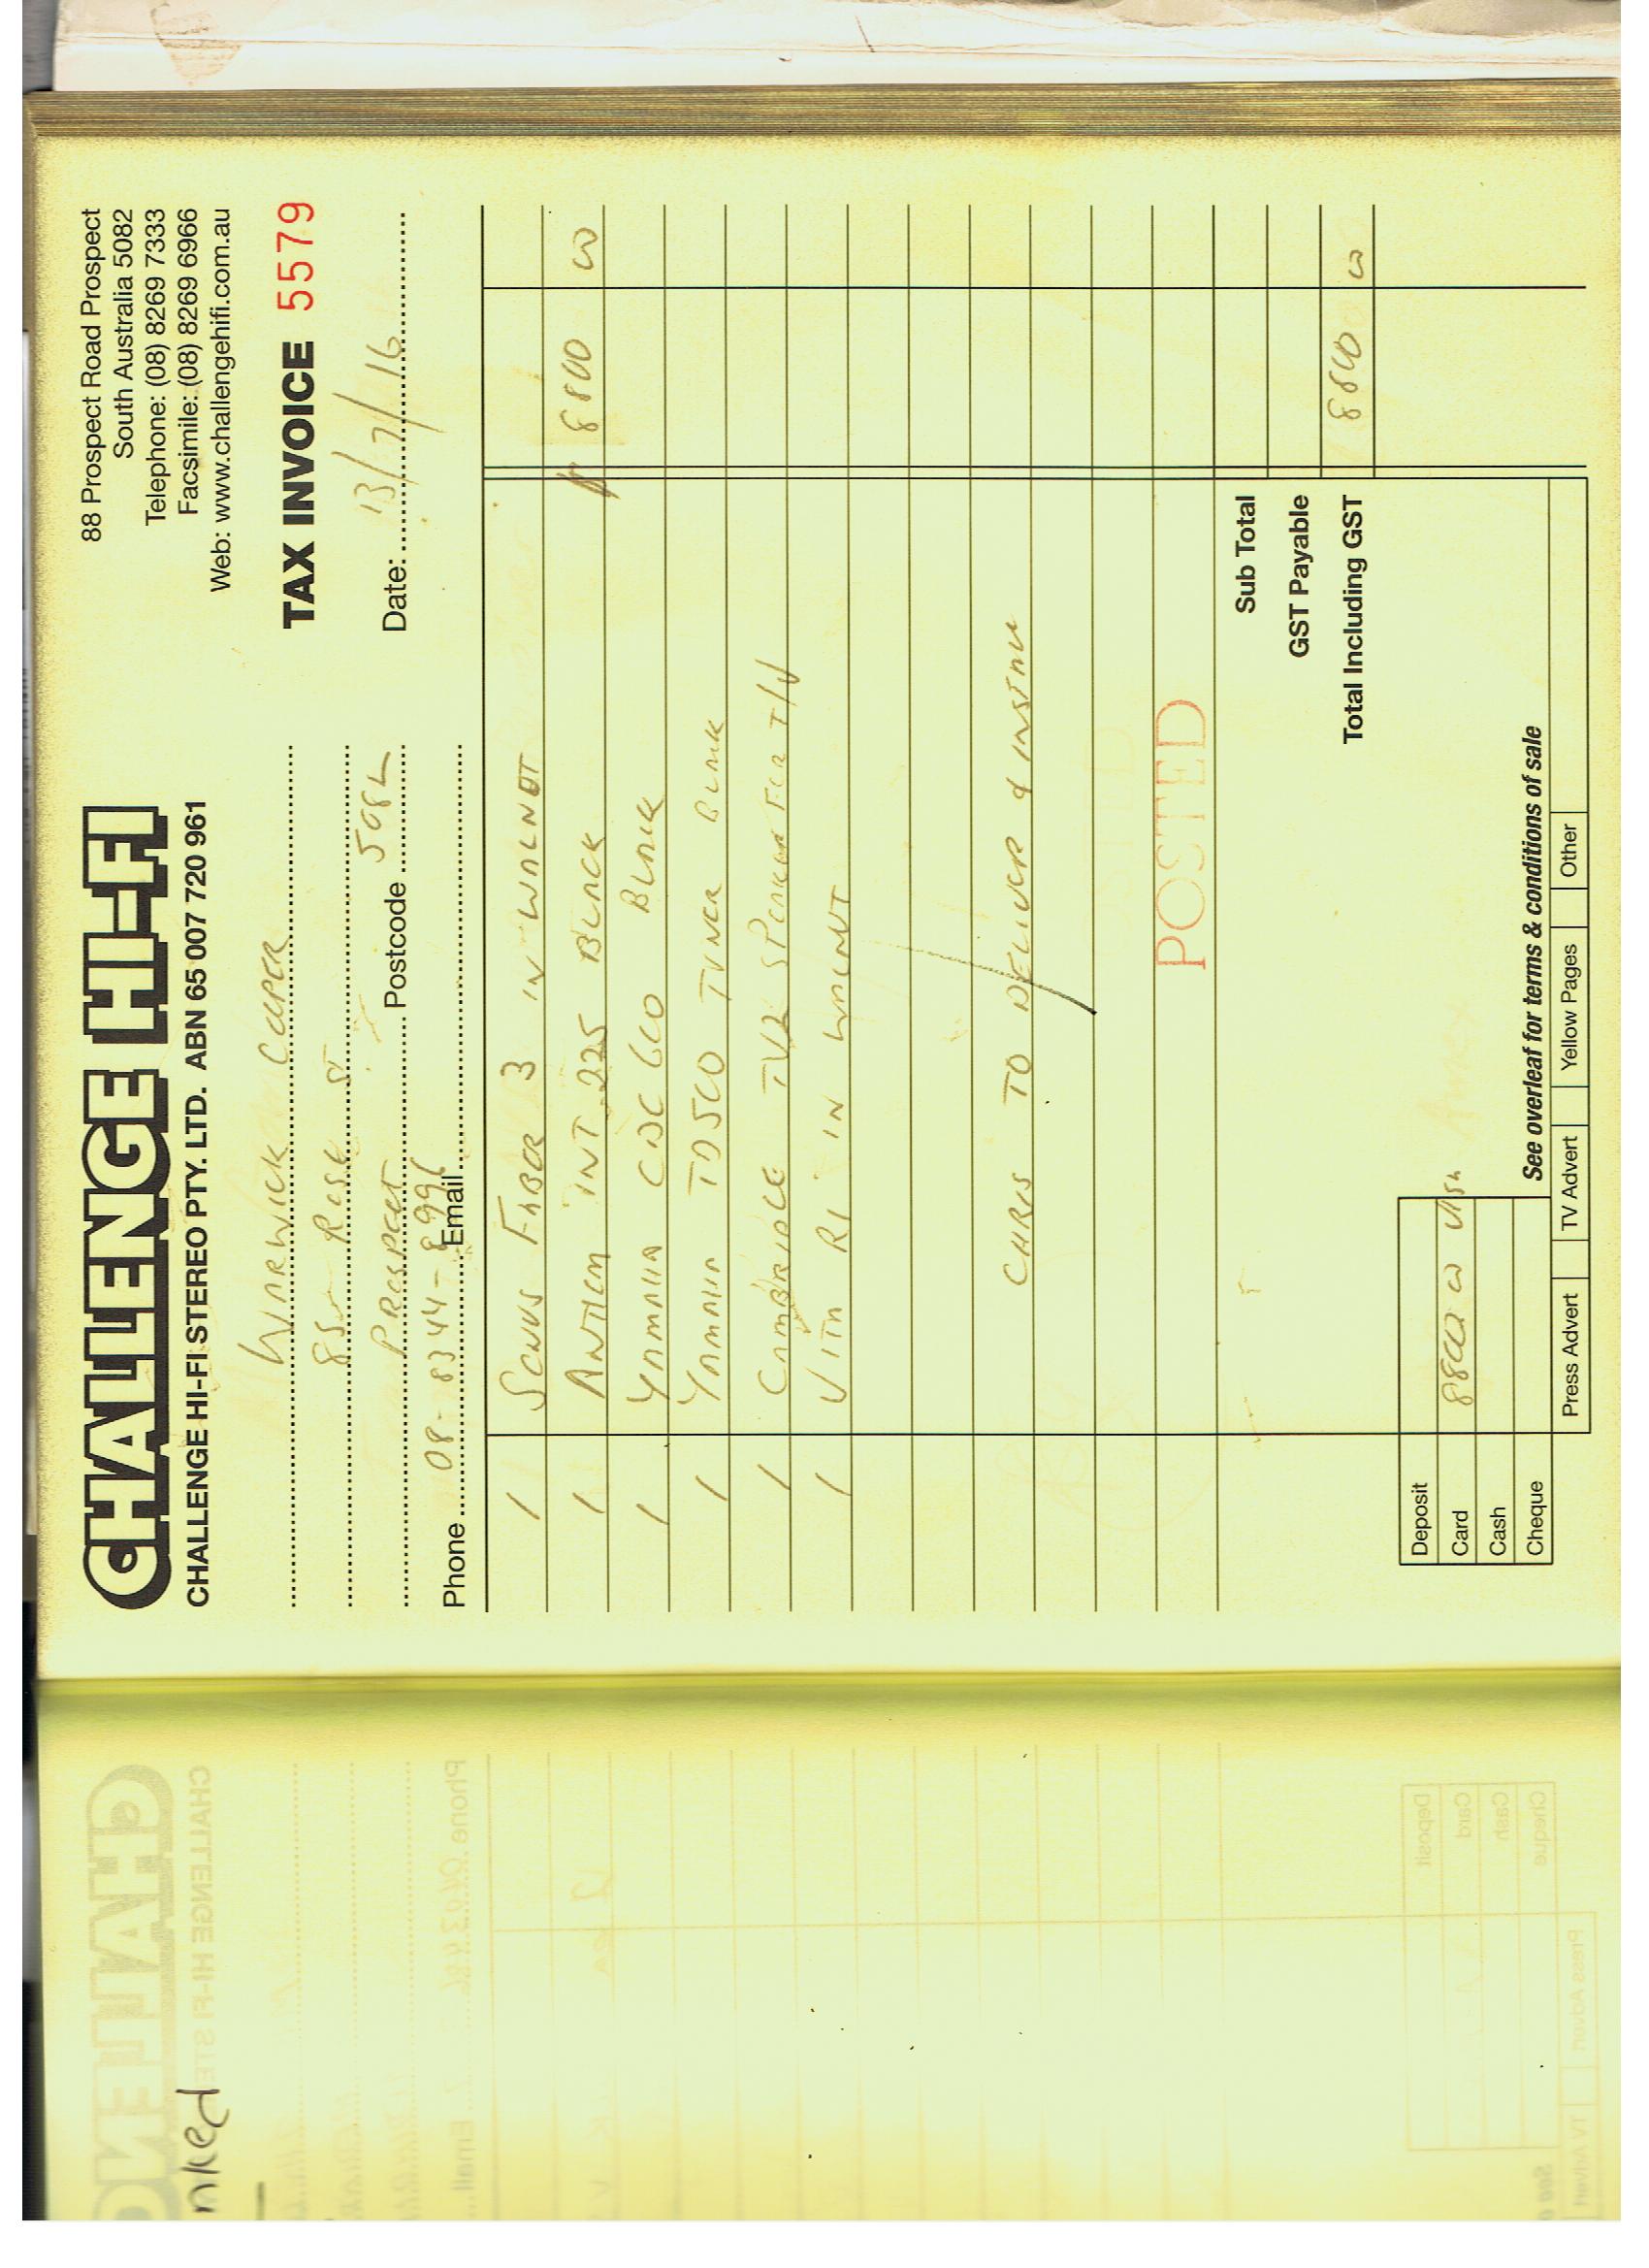 CHALLENGE HI-FI
CHALLENGE HI-FI STEREO PTY. LTD. ABN 65 007 720 961
88 Prospect Road Prospect
South Australia 5082
Telephone: (08) 8269 7333
Facsimile: (08) 8269 6966
Web: www.challengehifi.com.au
TAX INVOICE 5579
WARWICK
85 ROSE ST
PROSPECT Postcode 5082
Date: 13/7/16
Phone 08-8344-8996 Email
1 SONUS FABER 3 IN WALNUT
1 ANTHEM INT 225 BLACK $ 8800 00
1 YAMAHA CDC 600 BLACK
1 YAMAHA TD500 TUNER BLACK
1 CAMBRIDGE TV2 SPEAKER FOR T/V
1 VITA R1 IN WALNUT
CHRIS TO DELIVER & INSTALL
POSTED
Sub Total
GST Payable
Total Including GST 8800 00
Deposit
Card 8800 00 VISA
Cash
Cheque
See overleaf for terms & conditions of sale
Press Advert TV Advert Yellow Pages Other
nked